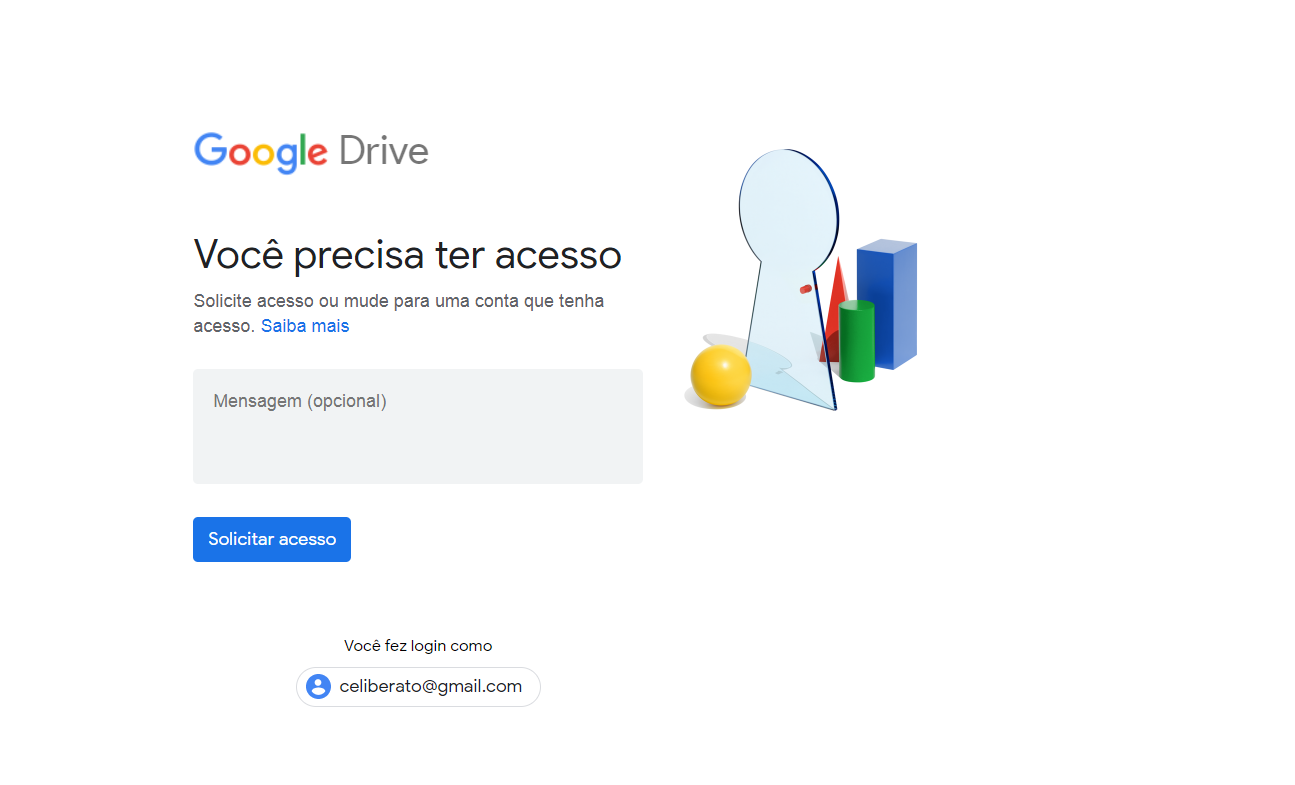 Google Drive
Você precisa ter acesso
Solicite acesso ou mude para uma conta que tenha
acesso. Saiba mais
Mensagem (opcional)
Solicitar acesso
Você fez login como
celiberato@gmail.com